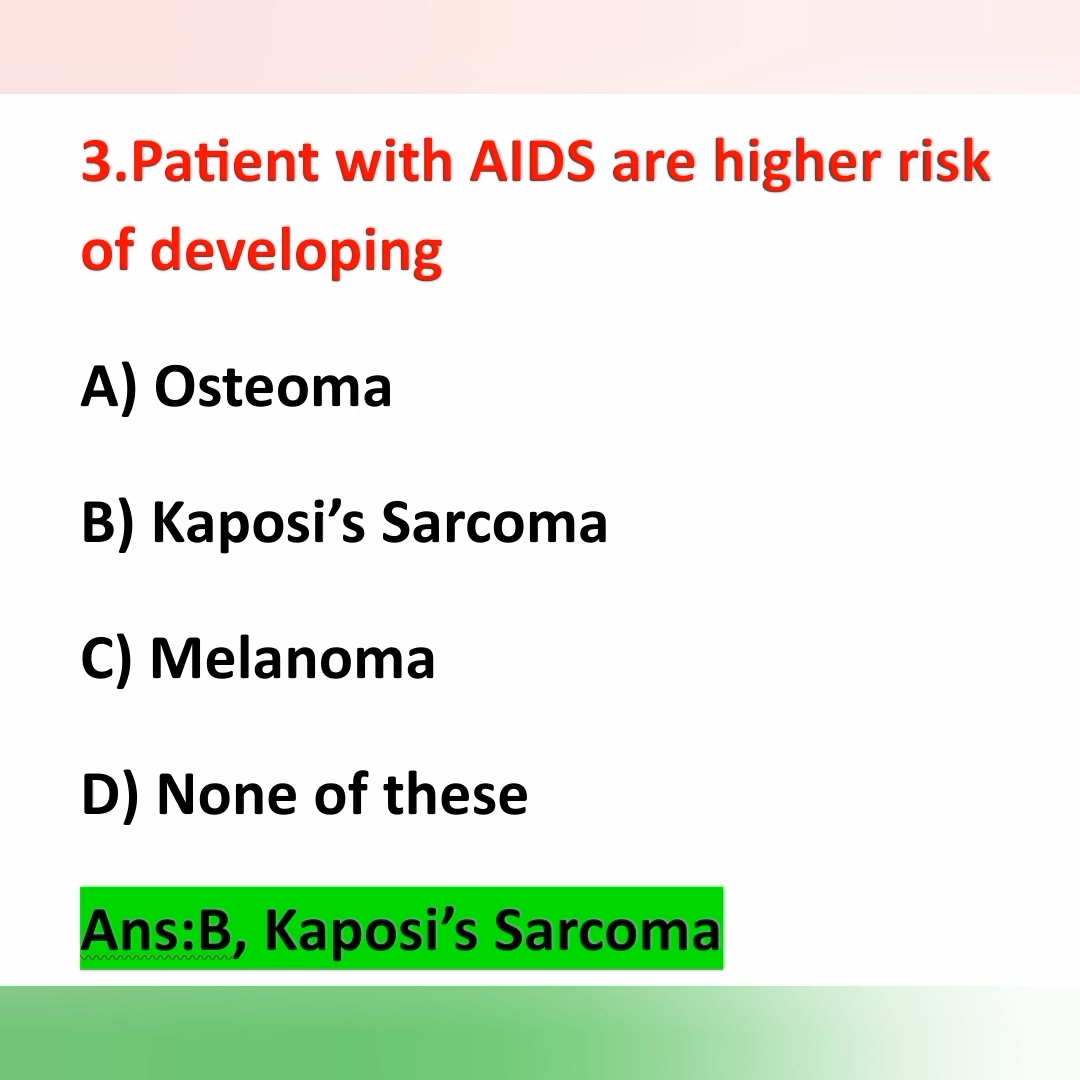 3.Patient with AIDS are higher risk
of developing
A) Osteoma
B) Kaposi’s Sarcoma
C) Melanoma
D) None of these
Ans:B, Kaposi’s Sarcoma